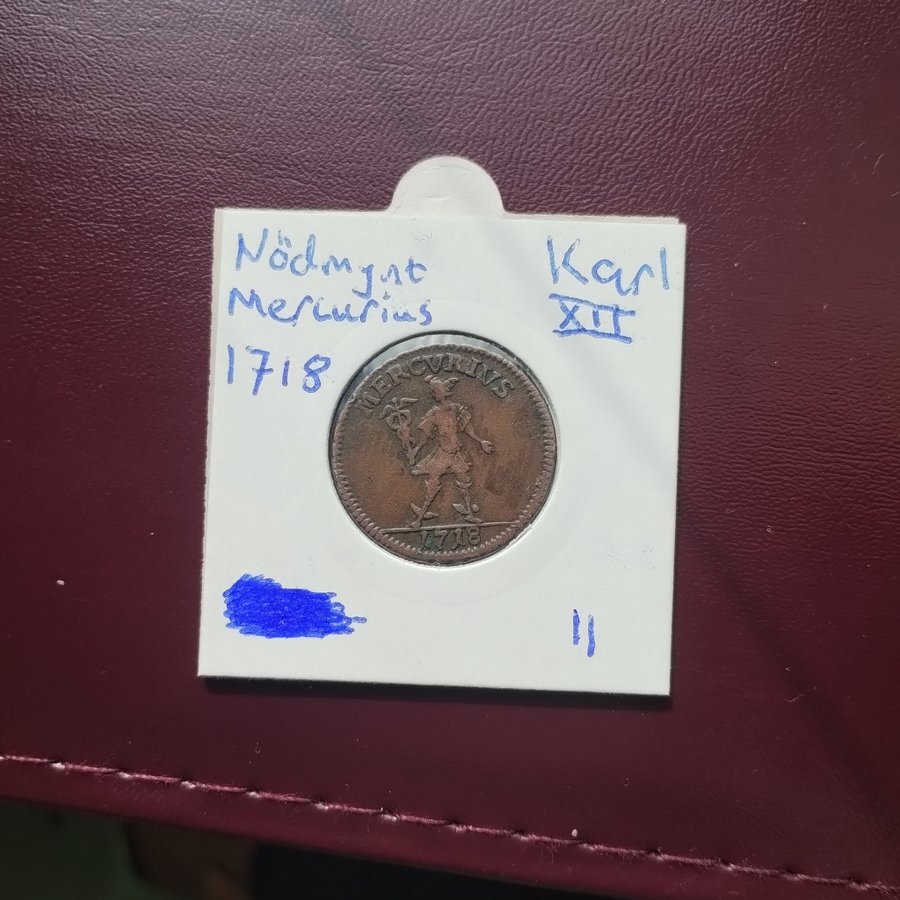 Nödmynt
Mercurius
1718
Karl
XII
MERCVRIVS
1718
11